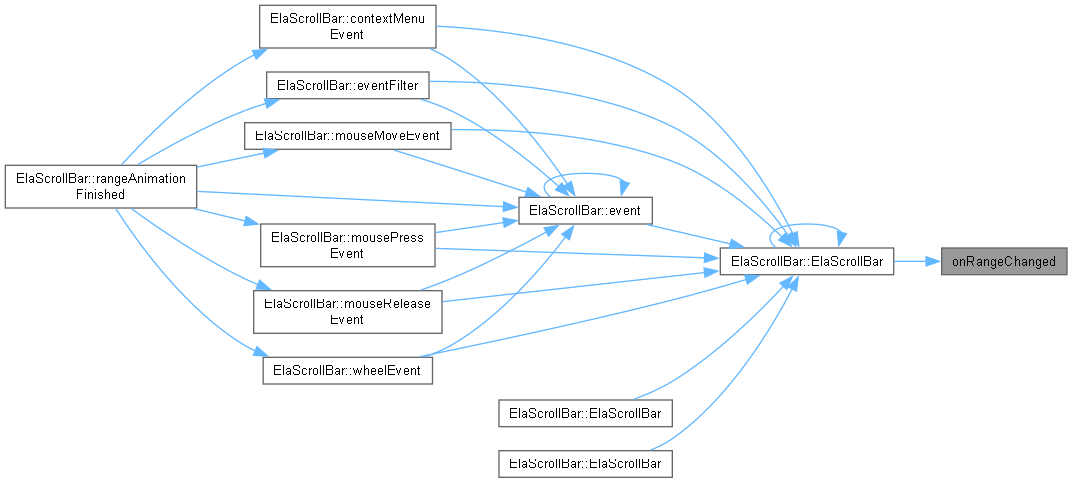 ElaScrollBar::contextMenu
Event
ElaScrollBar::eventFilter
ElaScrollBar::mouseMoveEvent
ElaScrollBar::rangeAnimation
Finished
ElaScrollBar::event
ElaScrollBar::mousePress
Event
ElaScrollBar::ElaScrollBar
onRangeChanged
ElaScrollBar::mouseRelease
Event
ElaScrollBar::wheelEvent
ElaScrollBar::ElaScrollBar
ElaScrollBar::ElaScrollBar